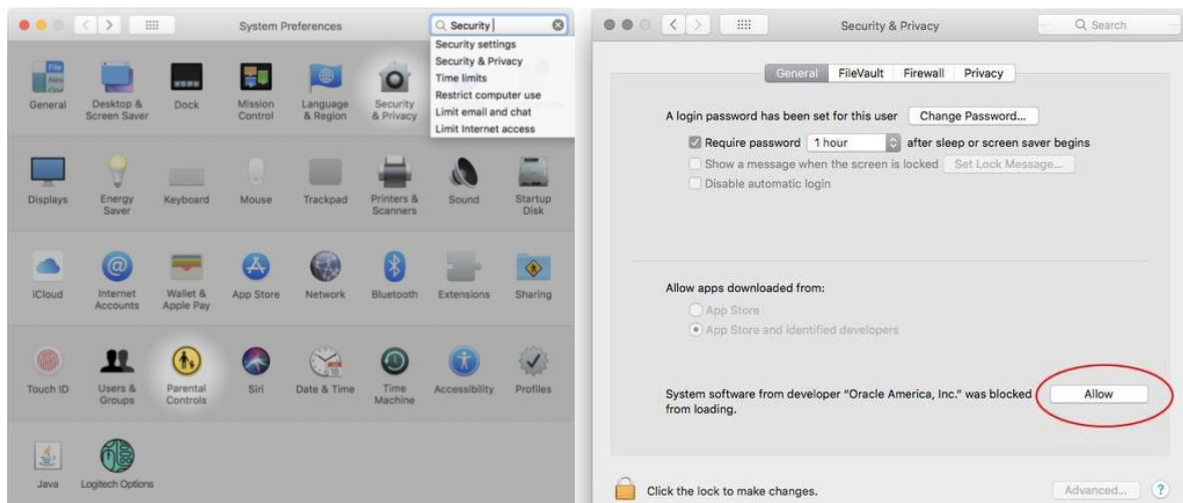 System Preferences
Security
Security settings
Security & Privacy
Time limits
Restrict computer use
Limit email and chat
Limit Internet access
General
Desktop &
Screen Saver
Dock
Mission
Control
Language
& Region
Security
& Privacy
Displays
Energy
Saver
Keyboard
Mouse
Trackpad
Printers &
Scanners
Sound
Startup
Disk
iCloud
Internet
Accounts
Wallet &
Apple Pay
App Store
Network
Bluetooth
Extensions
Sharing
Touch ID
Users &
Groups
Parental
Controls
Siri
Date & Time
Time
Machine
Accessibility
Profiles
Java
Logitech Options
Security & Privacy
Search
General FileVault Firewall Privacy
A login password has been set for this user Change Password...
Require password 1 hour after sleep or screen saver begins
Show a message when the screen is locked Set Lock Message...
Disable automatic login
Allow apps downloaded from:
App Store
App Store and identified developers
System software from developer “Oracle America, Inc.” was blocked Allow
from loading.
Click the lock to make changes.
Advanced... ?